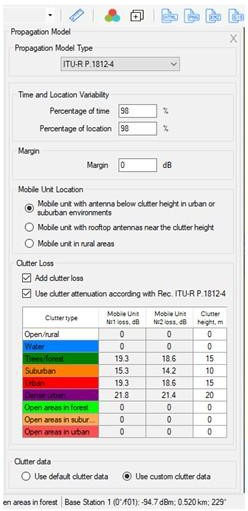 Propagation Model
X
Propagation Model Type
ITU-R P.1812-4
Time and Location Variability
Percentage of time 98 %
Percentage of location 98 %
Margin
Margin 0 dB
Mobile Unit Location
Mobile unit with antenna below clutter height in urban or
suburban environments
Mobile unit with rooftop antennas near the clutter height
Mobile unit in rural areas
Clutter Loss
Add clutter loss
Use clutter attenuation according with Rec. ITU-R P.1812-4
Clutter type Mobile Unit Mobile Unit Clutter
№1 loss, dB №2 loss, dB height, m
Open/rural 0 0 0
Water 0 0 0
Trees/forest 19.3 18.6 15
Suburban 15.3 14.2 10
Urban 19.3 18.6 15
Dense urban 21.8 21.4 20
Open areas in forest 0 0 0
Open areas in subur... 0 0 0
Open areas in urban 0 0 0
Clutter data
Use default clutter data Use custom clutter data
en areas in forest Base Station 1 (0°/f01): -94.7 dBm; 0.520 km; 229°